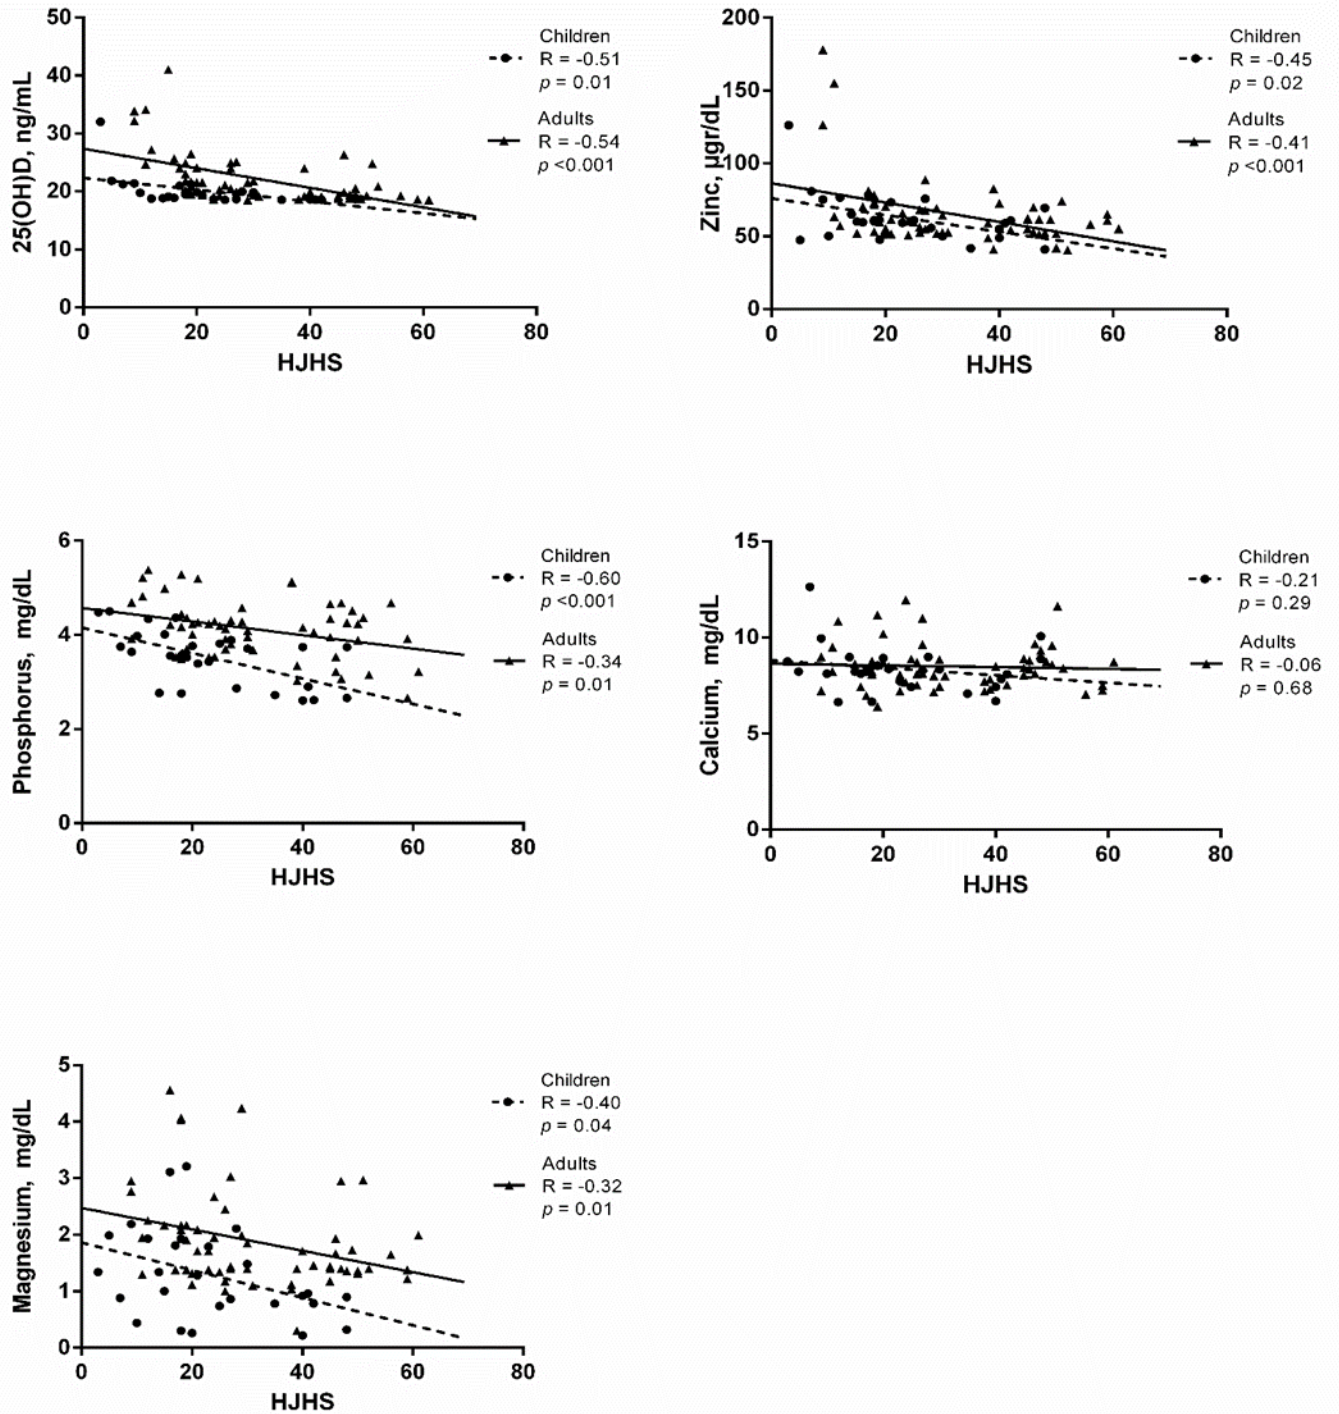 50
40
30
20
10
0
25(OH)D, ng/mL
0 20 40 60 80
HJHS
Children
R = -0.51
p = 0.01
Adults
R = -0.54
p <0.001
200
150
100
50
0
Zinc, µgr/dL
0 20 40 60 80
HJHS
Children
R = -0.45
p = 0.02
Adults
R = -0.41
p <0.001
6
4
2
0
Phosphorus, mg/dL
0 20 40 60 80
HJHS
Children
R = -0.60
p <0.001
Adults
R = -0.34
p = 0.01
15
10
5
0
Calcium, mg/dL
0 20 40 60 80
HJHS
Children
R = -0.21
p = 0.29
Adults
R = -0.06
p = 0.68
5
4
3
2
1
0
Magnesium, mg/dL
0 20 40 60 80
HJHS
Children
R = -0.40
p = 0.04
Adults
R = -0.32
p = 0.01